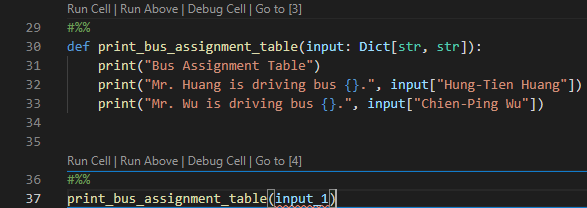 Run Cell | Run Above | Debug Cell | Go to [3]
29 #%%
30 def print_bus_assignment_table(input: Dict[str, str]):
31     print("Bus Assignment Table")
32     print("Mr. Huang is driving bus {}.", input["Hung-Tien Huang"])
33     print("Mr. Wu is driving bus {}.", input["Chien-Ping Wu"])
34
35
Run Cell | Run Above | Debug Cell | Go to [4]
36 #%%
37 print_bus_assignment_table(input_1)